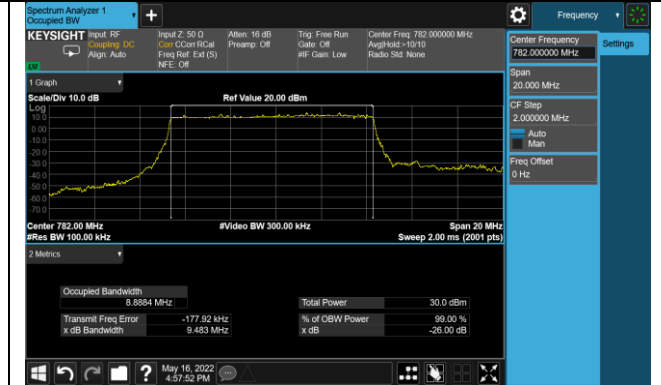 Spectrum Analyzer 1
Occupied BW
+
Frequency
KEYSIGHT
Input: RF
Coupling: DC
Align: Auto
Input Z: 50 Ω
Corr CCorr RCal
Freq Ref: Ext (S)
NFE: Off
Atten: 16 dB
Preamp: Off
Trig: Free Run
Gate: Off
#IF Gain: Low
Center Freq: 782.000000 MHz
Avg|Hold:>10/10
Radio Std: None
1 Graph
Scale/Div 10.0 dB
Ref Value 20.00 dBm
Log
10.0
0.00
-10.0
-20.0
-30.0
-40.0
-50.0
-60.0
-70.0
Center 782.00 MHz
#Video BW 300.00 kHz
Span 20 MHz
#Res BW 100.00 kHz
Sweep 2.00 ms (2001 pts)
2 Metrics
Occupied Bandwidth
8.8884 MHz
Total Power
30.0 dBm
Transmit Freq Error
-177.92 kHz
% of OBW Power
99.00 %
x dB Bandwidth
9.483 MHz
x dB
-26.00 dB
Center Frequency
782.000000 MHz
Settings
Span
20.000 MHz
CF Step
2.000000 MHz
Auto
Man
Freq Offset
0 Hz
?
May 16, 2022
4:57:52 PM